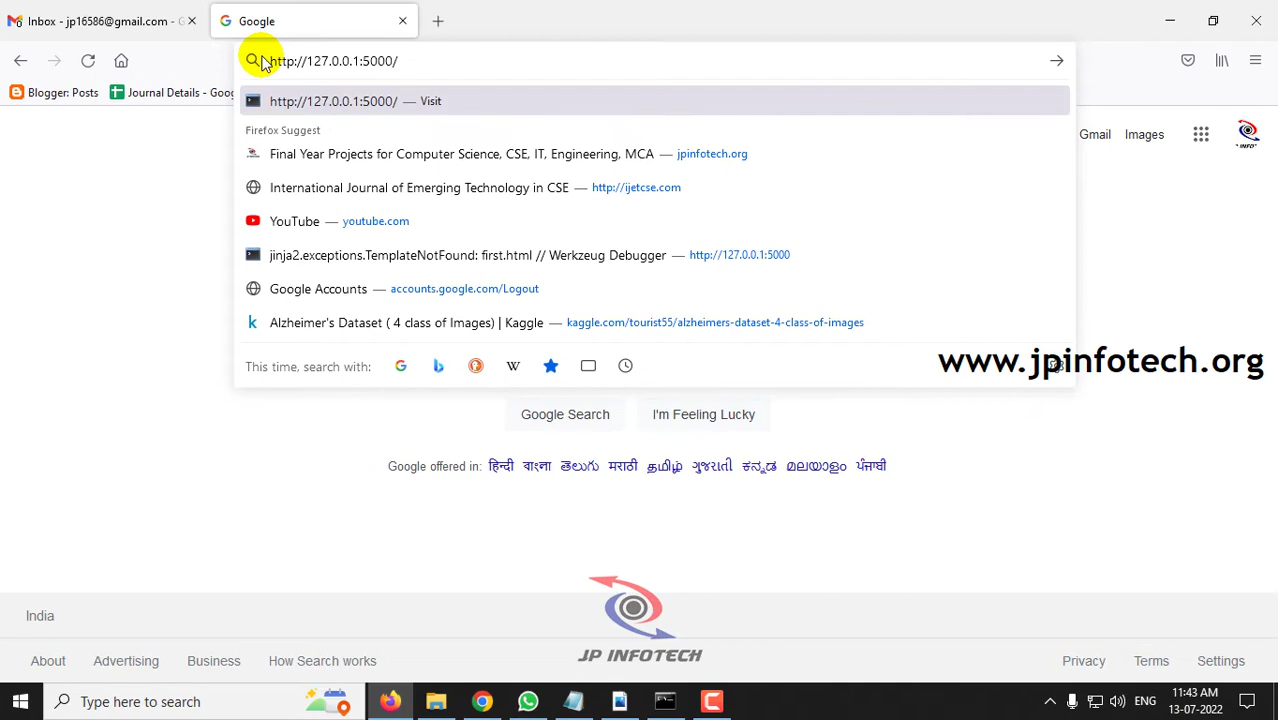 Inbox - jp16586@gmail.com - G
Google
http://127.0.0.1:5000/
Blogger: Posts
Journal Details - Goog
http://127.0.0.1:5000/ — Visit
Firefox Suggest
Final Year Projects for Computer Science, CSE, IT, Engineering, MCA — jpinfotech.org
International Journal of Emerging Technology in CSE — http://ijetcse.com
YouTube — youtube.com
jinja2.exceptions.TemplateNotFound: first.html // Werkzeug Debugger — http://127.0.0.1:5000
Google Accounts — accounts.google.com/Logout
Alzheimer's Dataset ( 4 class of Images) | Kaggle — kaggle.com/tourist55/alzheimers-dataset-4-class-of-images
This time, search with:
Gmail Images
"INFO"
www.jpinfotech.org
Google Search I'm Feeling Lucky
Google offered in: हिन्दी বাংলা తెలుగు मराठी தமிழ் ગુજરાતી ಕನ್ನಡ മലയാളം ਪੰਜਾਬੀ
India
JP INFOTECH
About Advertising Business How Search works
Privacy Terms Settings
Type here to search
ENG
11:43 AM
13-07-2022